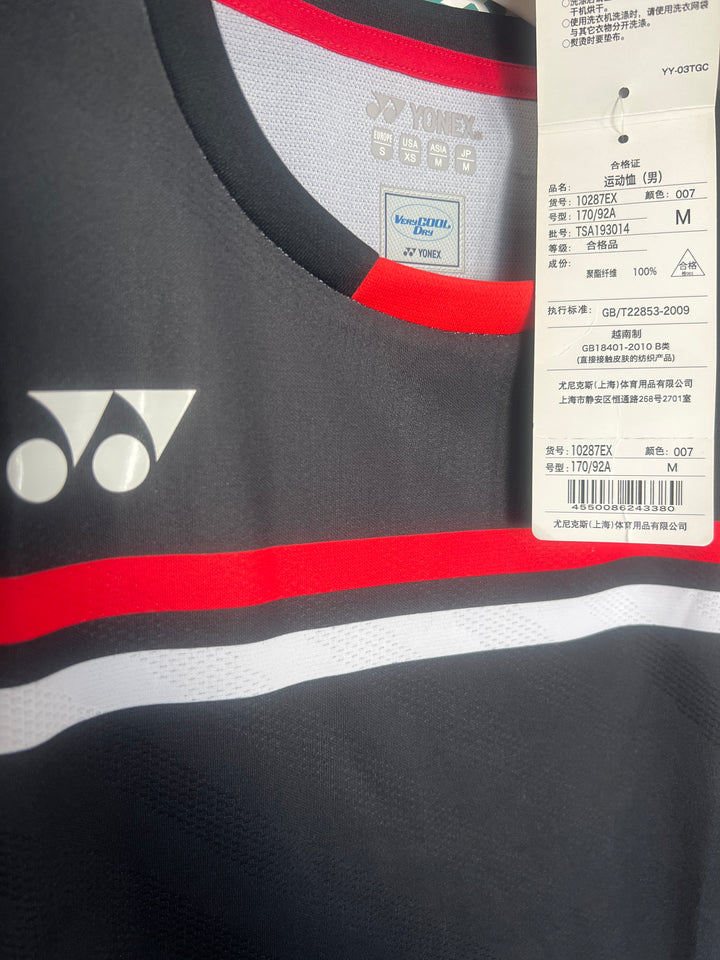 ○洗涤后
干机烘干。
○使用洗衣机洗涤时，请使用洗衣网袋
与其它衣物分开洗涤。
○熨烫时要垫布。
YY-03TGC
YONEX
EUROPE S
USA XS
ASIA M
JP M
VERYCOOL
DRY
YONEX
合格证
品名： 运动恤（男）
货号： 10287EX 颜色： 007
号型： 170/92A M
批号： TSA193014
等级： 合格品
成份： 聚酯纤维 100% 合格
执行标准： GB/T22853-2009
越南制
GB18401-2010 B类
(直接接触皮肤的纺织产品)
尤尼克斯(上海)体育用品有限公司
上海市静安区恒通路268号2701室
货号： 10287EX 颜色： 007
号型： 170/92A M
4550086243380
尤尼克斯(上海)体育用品有限公司